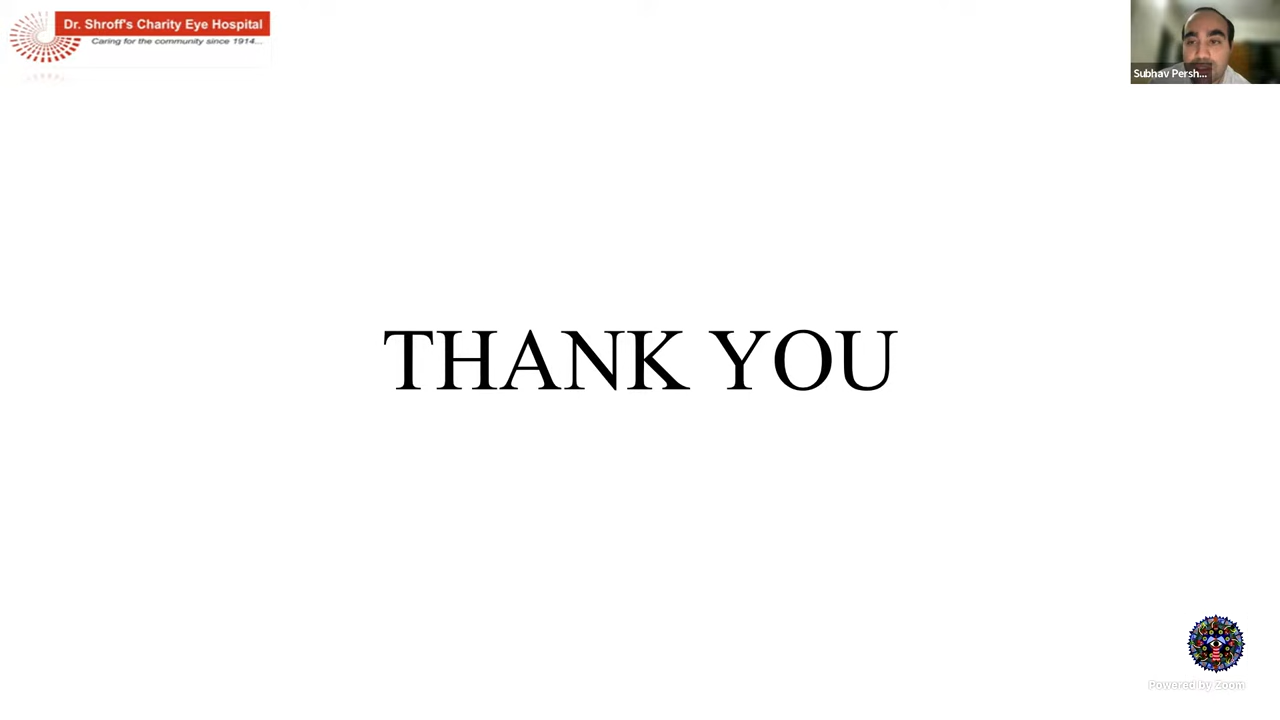 Dr. Shroff's Charity Eye Hospital
Caring for the community since 1914...
Subhav Persh...
THANK YOU
Powered by Zoom